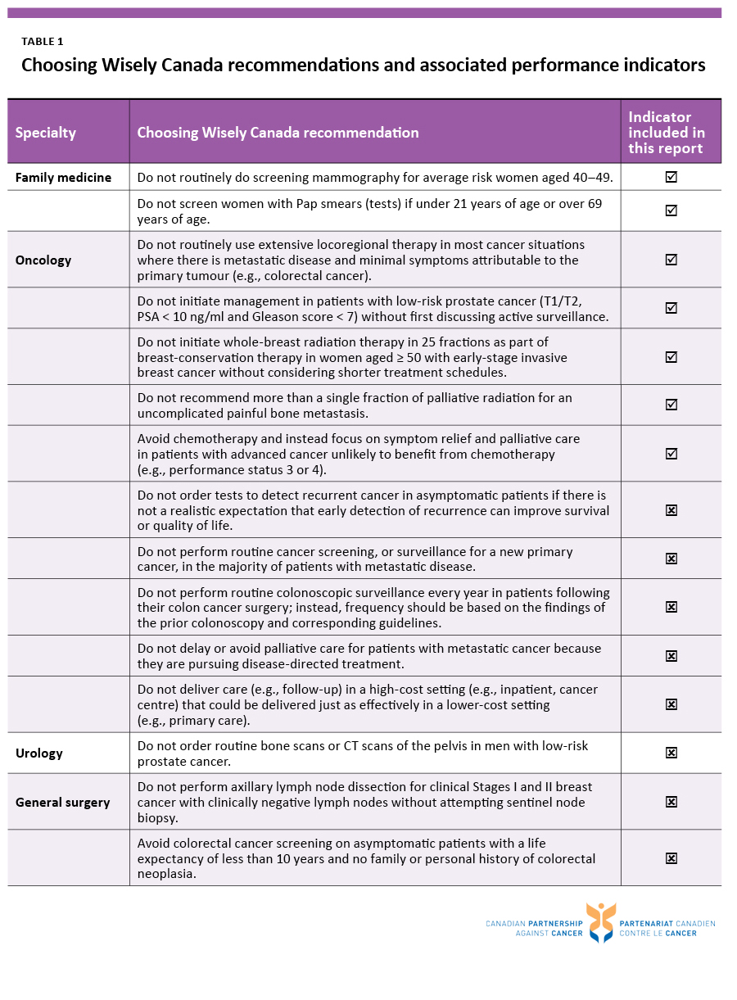 TABLE 1
Choosing Wisely Canada recommendations and associated performance indicators
Specialty
Choosing Wisely Canada recommendation
Indicator
included in
this report
Family medicine
Do not routinely do screening mammography for average risk women aged 40–49.
☑
Do not screen women with Pap smears (tests) if under 21 years of age or over 69
years of age.
☑
Oncology
Do not routinely use extensive locoregional therapy in most cancer situations
where there is metastatic disease and minimal symptoms attributable to the
primary tumour (e.g., colorectal cancer).
☑
Do not initiate management in patients with low-risk prostate cancer (T1/T2,
PSA < 10 ng/ml and Gleason score < 7) without first discussing active surveillance.
☑
Do not initiate whole-breast radiation therapy in 25 fractions as part of
breast-conservation therapy in women aged ≥ 50 with early-stage invasive
breast cancer without considering shorter treatment schedules.
☑
Do not recommend more than a single fraction of palliative radiation for an
uncomplicated painful bone metastasis.
☑
Avoid chemotherapy and instead focus on symptom relief and palliative care
in patients with advanced cancer unlikely to benefit from chemotherapy
(e.g., performance status 3 or 4).
☑
Do not order tests to detect recurrent cancer in asymptomatic patients if there is
not a realistic expectation that early detection of recurrence can improve survival
or quality of life.
☒
Do not perform routine cancer screening, or surveillance for a new primary
cancer, in the majority of patients with metastatic disease.
☒
Do not perform routine colonoscopic surveillance every year in patients following
their colon cancer surgery; instead, frequency should be based on the findings of
the prior colonoscopy and corresponding guidelines.
☒
Do not delay or avoid palliative care for patients with metastatic cancer because
they are pursuing disease-directed treatment.
☒
Do not deliver care (e.g., follow-up) in a high-cost setting (e.g., inpatient, cancer
centre) that could be delivered just as effectively in a lower-cost setting
(e.g., primary care).
☒
Urology
Do not order routine bone scans or CT scans of the pelvis in men with low-risk
prostate cancer.
☒
General surgery
Do not perform axillary lymph node dissection for clinical Stages I and II breast
cancer with clinically negative lymph nodes without attempting sentinel node
biopsy.
☒
Avoid colorectal cancer screening on asymptomatic patients with a life
expectancy of less than 10 years and no family or personal history of colorectal
neoplasia.
☒
CANADIAN PARTNERSHIP
AGAINST CANCER
PARTENARIAT CANADIEN
CONTRE LE CANCER